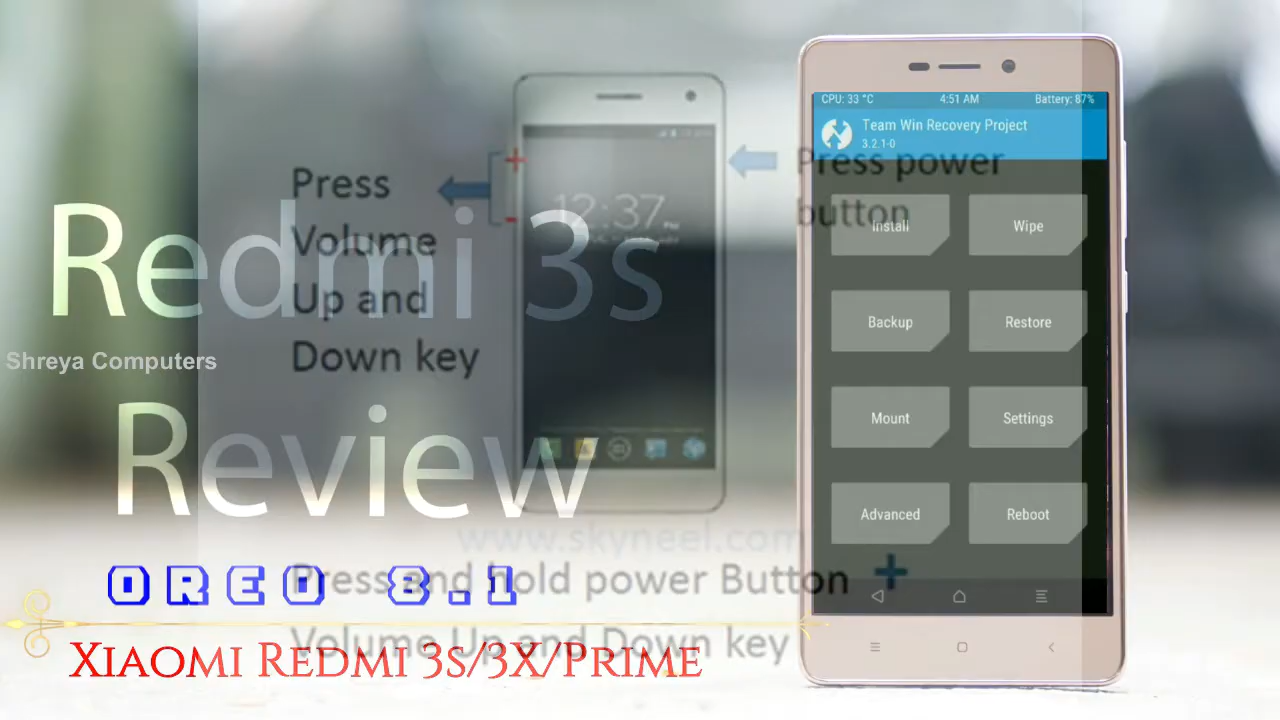 Redmi 3s
Review
Shreya Computers
OREO 8.1
Xiaomi Redmi 3s/3X/Prime
Press
Volume
Up and
Down key
12:37
Press power
button
www.skyneel.com
Press and hold power Button +
Volume Up and Down key
CPU: 33 °C 4:51 AM Battery: 87%
Team Win Recovery Project
3.2.1-0
Install Wipe
Backup Restore
Mount Settings
Advanced Reboot